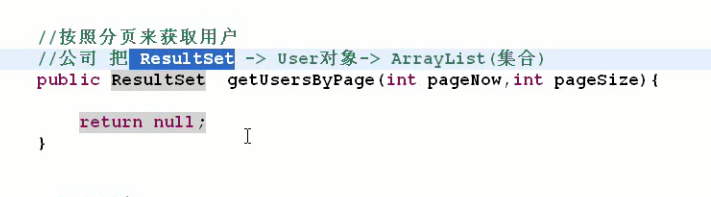 //按照分页来获取用户
//公司 把 ResultSet -> User对象-> ArrayList(集合)
public ResultSet  getUsersByPage(int pageNow,int pageSize){
return null;
}